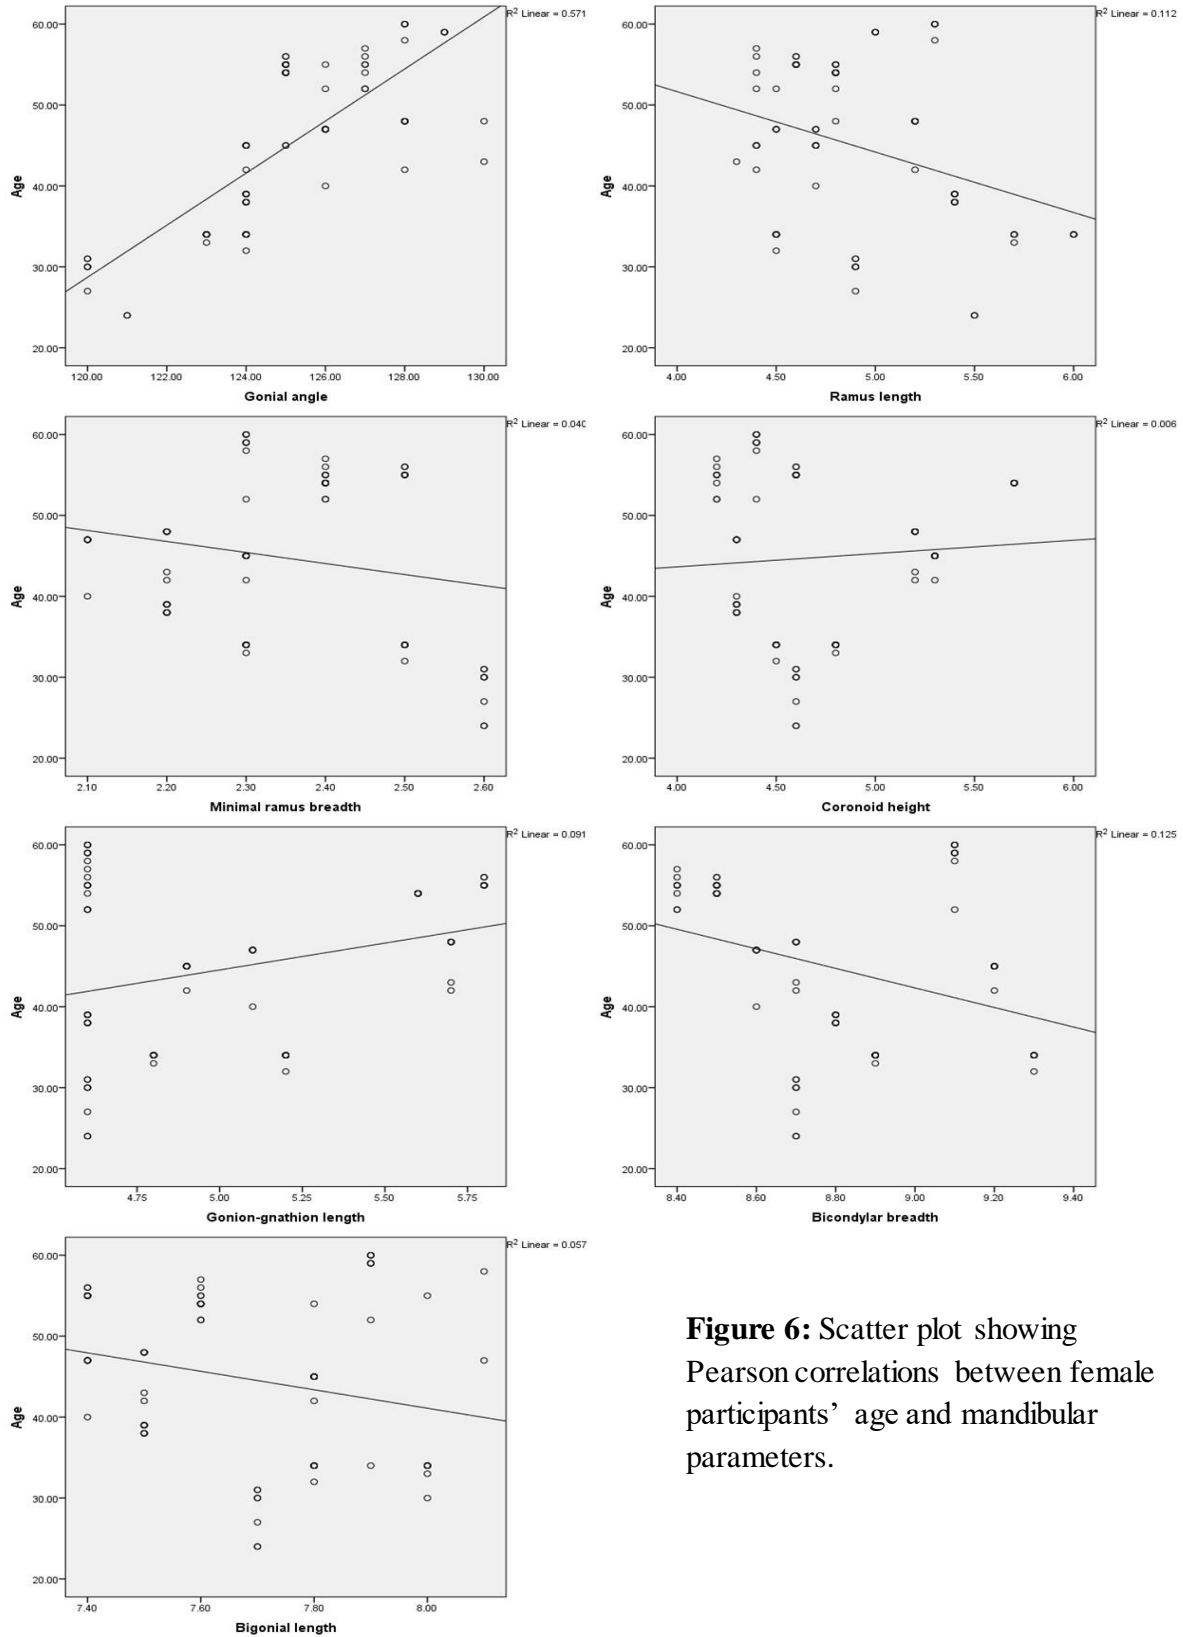 R² Linear = 0.571
60.00
50.00
40.00
30.00
20.00
Age
120.00 122.00 124.00 126.00 128.00 130.00
Gonial angle
R² Linear = 0.112
60.00
50.00
40.00
30.00
20.00
Age
4.00 4.50 5.00 5.50 6.00
Ramus length
R² Linear = 0.040
60.00
50.00
40.00
30.00
20.00
Age
2.10 2.20 2.30 2.40 2.50 2.60
Minimal ramus breadth
R² Linear = 0.006
60.00
50.00
40.00
30.00
20.00
Age
4.00 4.50 5.00 5.50 6.00
Coronoid height
R² Linear = 0.091
60.00
50.00
40.00
30.00
20.00
Age
4.75 5.00 5.25 5.50 5.75
Gonion-gnathion length
R² Linear = 0.125
60.00
50.00
40.00
30.00
20.00
Age
8.40 8.60 8.80 9.00 9.20 9.40
Bicondylar breadth
R² Linear = 0.057
60.00
50.00
40.00
30.00
20.00
Age
7.40 7.60 7.80 8.00
Bigonial length
Figure 6: Scatter plot showing
Pearson correlations between female
participants' age and mandibular
parameters.